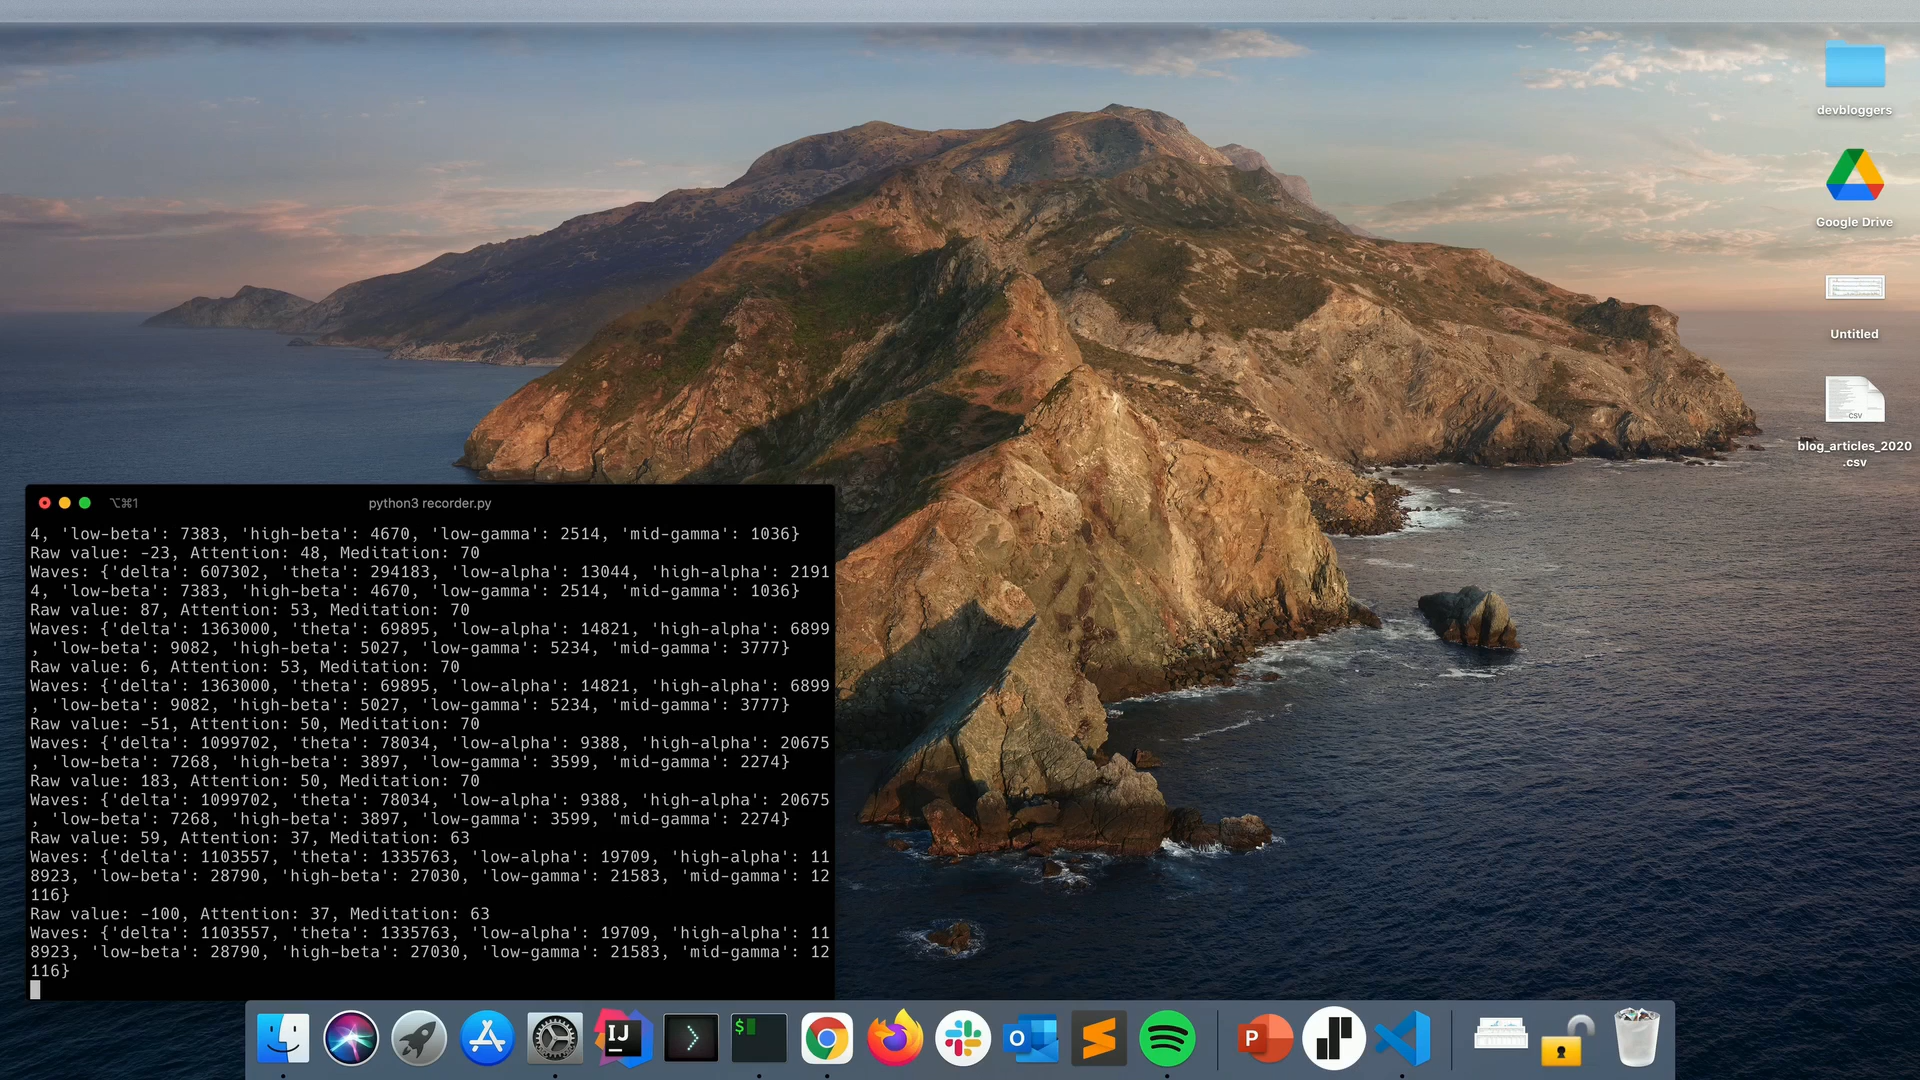 ⌥⌘1
python3 recorder.py
4, 'low-beta': 7383, 'high-beta': 4670, 'low-gamma': 2514, 'mid-gamma': 1036}
Raw value: -23, Attention: 48, Meditation: 70
Waves: {'delta': 607302, 'theta': 294183, 'low-alpha': 13044, 'high-alpha': 2191
4, 'low-beta': 7383, 'high-beta': 4670, 'low-gamma': 2514, 'mid-gamma': 1036}
Raw value: 87, Attention: 53, Meditation: 70
Waves: {'delta': 1363000, 'theta': 69895, 'low-alpha': 14821, 'high-alpha': 6899
, 'low-beta': 9082, 'high-beta': 5027, 'low-gamma': 5234, 'mid-gamma': 3777}
Raw value: 6, Attention: 53, Meditation: 70
Waves: {'delta': 1363000, 'theta': 69895, 'low-alpha': 14821, 'high-alpha': 6899
, 'low-beta': 9082, 'high-beta': 5027, 'low-gamma': 5234, 'mid-gamma': 3777}
Raw value: -51, Attention: 50, Meditation: 70
Waves: {'delta': 1099702, 'theta': 78034, 'low-alpha': 9388, 'high-alpha': 20675
, 'low-beta': 7268, 'high-beta': 3897, 'low-gamma': 3599, 'mid-gamma': 2274}
Raw value: 183, Attention: 50, Meditation: 70
Waves: {'delta': 1099702, 'theta': 78034, 'low-alpha': 9388, 'high-alpha': 20675
, 'low-beta': 7268, 'high-beta': 3897, 'low-gamma': 3599, 'mid-gamma': 2274}
Raw value: 59, Attention: 37, Meditation: 63
Waves: {'delta': 1103557, 'theta': 1335763, 'low-alpha': 19709, 'high-alpha': 11
8923, 'low-beta': 28790, 'high-beta': 27030, 'low-gamma': 21583, 'mid-gamma': 12
116}
Raw value: -100, Attention: 37, Meditation: 63
Waves: {'delta': 1103557, 'theta': 1335763, 'low-alpha': 19709, 'high-alpha': 11
8923, 'low-beta': 28790, 'high-beta': 27030, 'low-gamma': 21583, 'mid-gamma': 12
116}
devbloggers
Google Drive
Untitled
CSV
blog_articles_2020
.csv
IJ
$
O
P